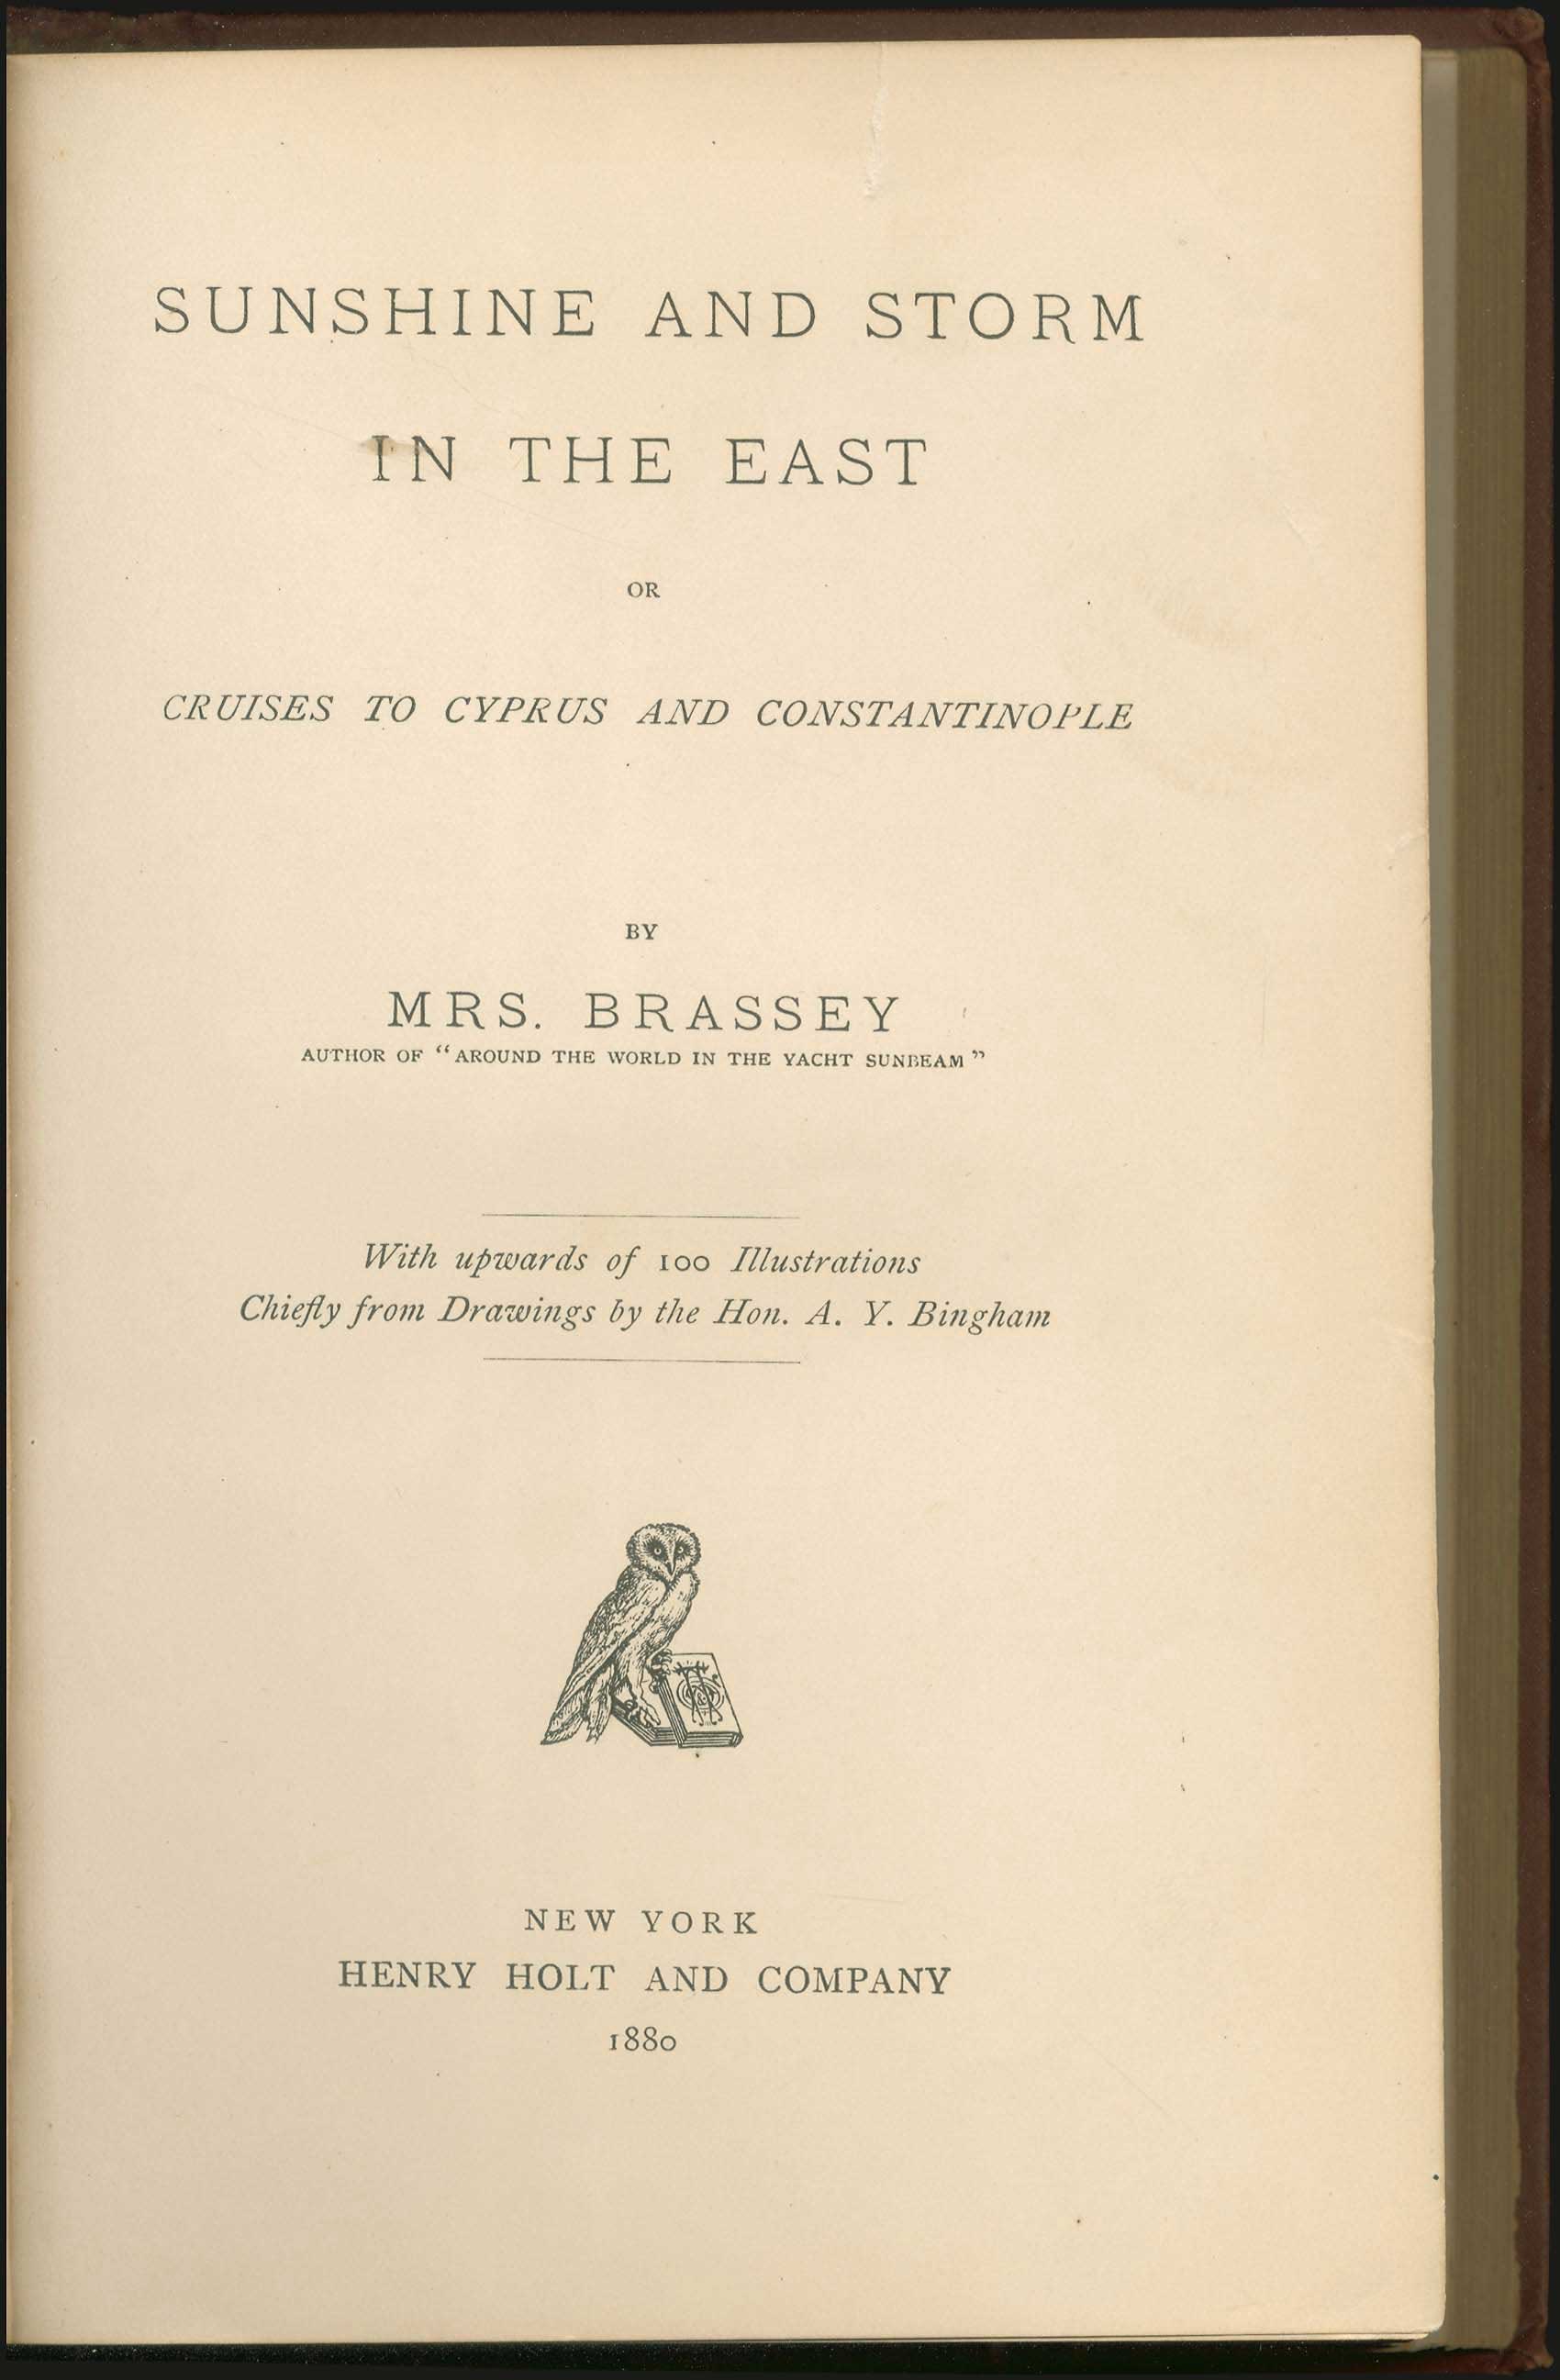 SUNSHINE AND STORM
IN THE EAST
OR
CRUISES TO CYPRUS AND CONSTANTINOPLE
BY
MRS. BRASSEY
AUTHOR OF “AROUND THE WORLD IN THE YACHT SUNBEAM”
With upwards of 100 Illustrations
Chiefly from Drawings by the Hon. A. Y. Bingham
NEW YORK
HENRY HOLT AND COMPANY
1880